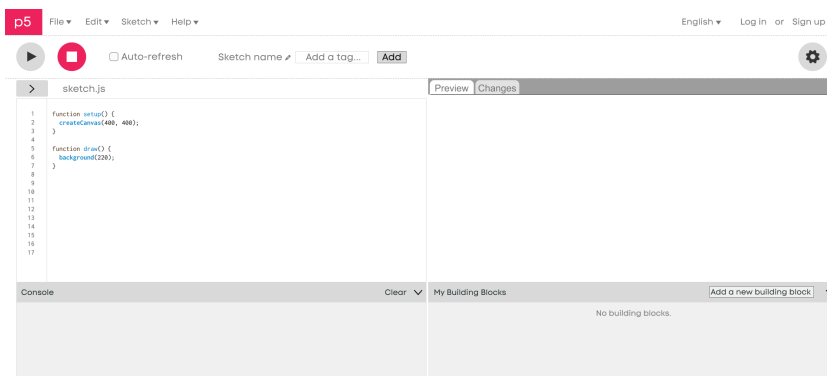 p5 File Edit Sketch Help English Log in or Sign up
Auto-refresh Sketch name Add a tag... Add
> sketch.js Preview Changes
1 function setup() {
2 createCanvas(400, 400);
3 }
4
5 function draw() {
6 background(220);
7 }
8
9
10
11
12
13
14
15
16
17
Console Clear My Building Blocks Add a new building block
No building blocks.